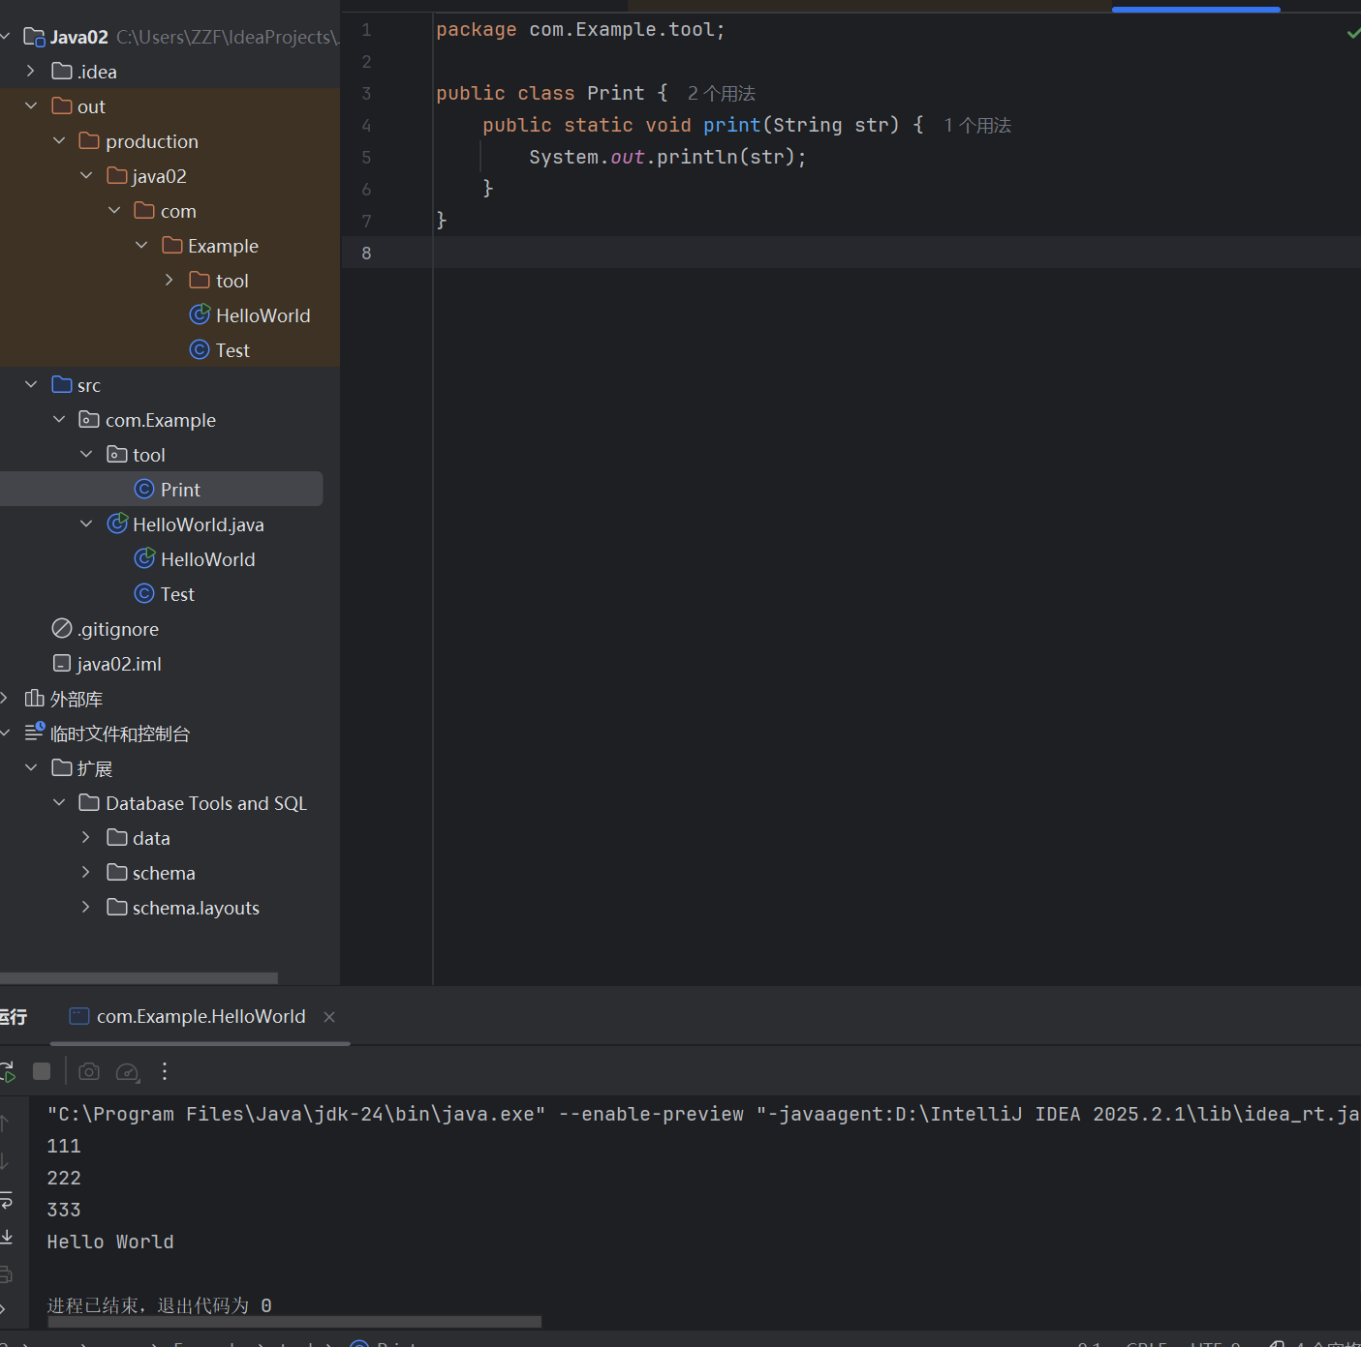 Java02 C:\Users\ZZF\IdeaProjects\
.idea
out
production
java02
com
Example
tool
HelloWorld
Test
src
com.Example
tool
Print
HelloWorld.java
HelloWorld
Test
.gitignore
java02.iml
外部库
临时文件和控制台
扩展
Database Tools and SQL
data
schema
schema.layouts
1 package com.Example.tool;
2
3 public class Print { 2 个用法
4 public static void print(String str) { 1 个用法
5 System.out.println(str);
6 }
7 }
8
运行 com.Example.HelloWorld
"C:\Program Files\Java\jdk-24\bin\java.exe" --enable-preview "-javaagent:D:\IntelliJ IDEA 2025.2.1\lib\idea_rt.ja
111
222
333
Hello World
进程已结束，退出代码为 0